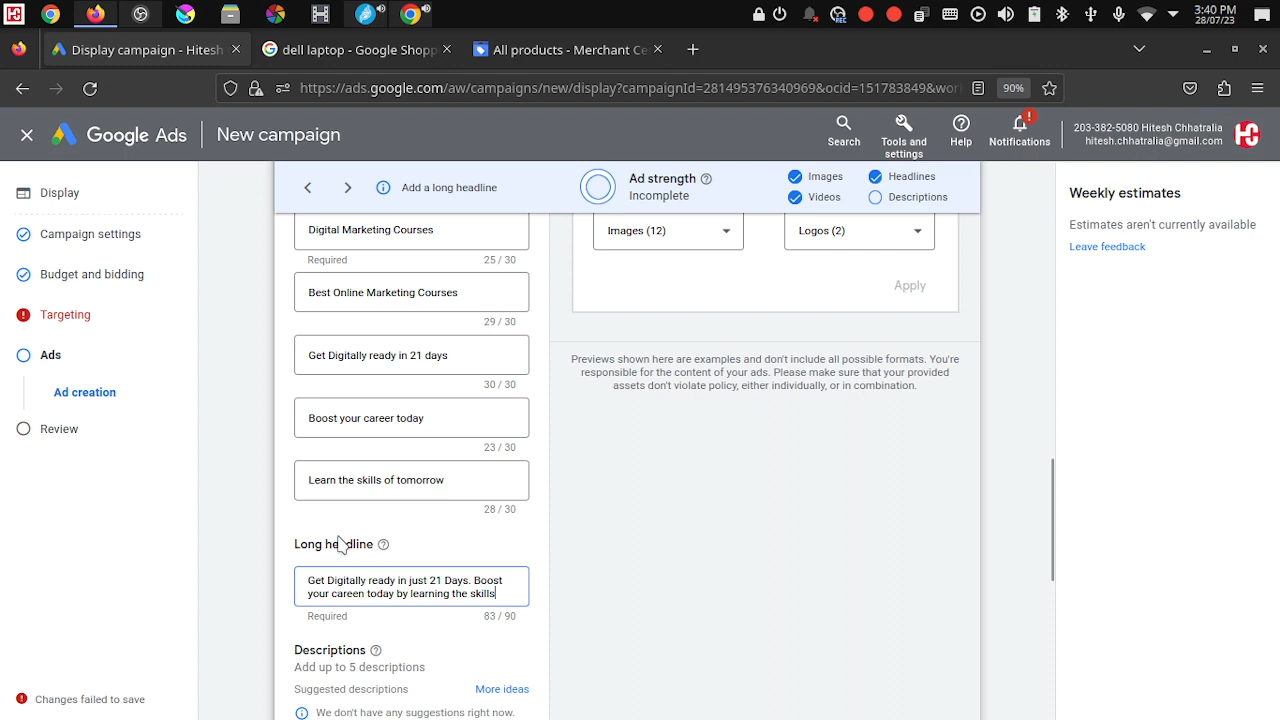 REC
3:40 PM
28/07/23
Display campaign - Hitesh
dell laptop - Google Shopp
All products - Merchant Ce
https://ads.google.com/aw/campaigns/new/display?campaignId=281495376340969&ocid=151783849&wor
90%
Google Ads
New campaign
Search
Tools and
settings
Help
Notifications
203-382-5080 Hitesh Chhatralia
hitesh.chhatralia@gmail.com
HC
Display
Campaign settings
Budget and bidding
Targeting
Ads
Ad creation
Review
Changes failed to save
Add a long headline
Ad strength
Incomplete
Images
Videos
Headlines
Descriptions
Digital Marketing Courses
Required
25 / 30
Best Online Marketing Courses
29 / 30
Get Digitally ready in 21 days
30 / 30
Boost your career today
23 / 30
Learn the skills of tomorrow
28 / 30
Long headline
Get Digitally ready in just 21 Days. Boost
your careen today by learning the skills
Required
83 / 90
Descriptions
Add up to 5 descriptions
Suggested descriptions
More ideas
We don't have any suggestions right now.
Images (12)
Logos (2)
Apply
Previews shown here are examples and don't include all possible formats. You're
responsible for the content of your ads. Please make sure that your provided
assets don't violate policy, either individually, or in combination.
Weekly estimates
Estimates aren't currently available
Leave feedback